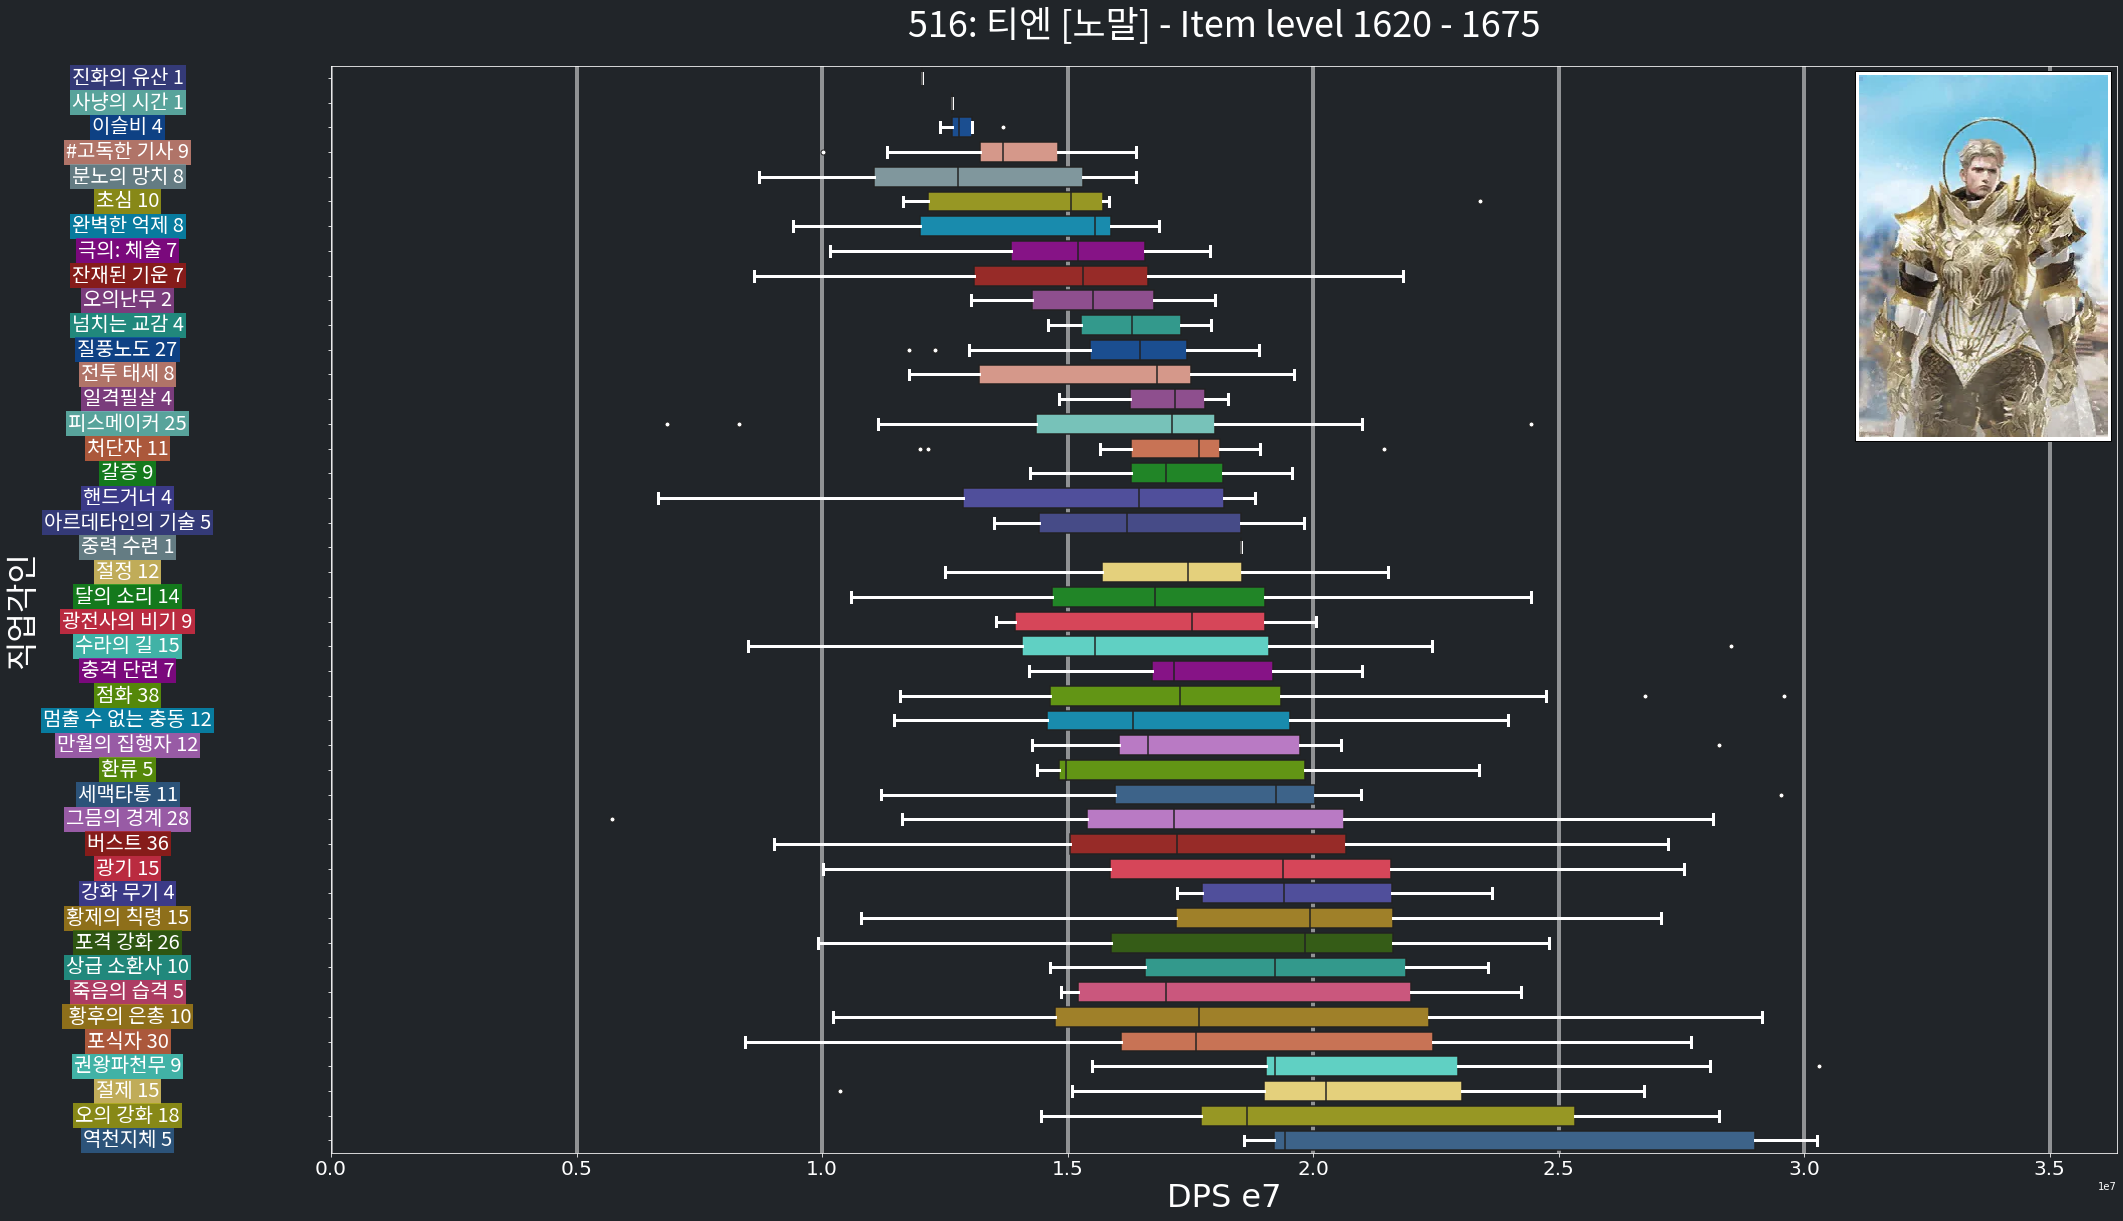 516: 티엔 [노말] - Item level 1620 - 1675
진화의 유산 1
사냥의 시간 1
이슬비 4
#고독한 기사 9
분노의 망치 8
초심 10
완벽한 억제 8
극의: 체술 7
잔재된 기운 7
오의난무 2
넘치는 교감 4
질풍노도 27
전투 태세 8
일격필살 4
피스메이커 25
처단자 11
갈증 9
핸드거너 4
아르데타인의 기술 5
중력 수련 1
절정 12
달의 소리 14
광전사의 비기 9
수라의 길 15
충격 단련 7
점화 38
멈출 수 없는 충동 12
만월의 집행자 12
환류 5
세맥타통 11
그믐의 경계 28
버스트 36
광기 15
강화 무기 4
황제의 칙령 15
포격 강화 26
상급 소환사 10
죽음의 습격 5
황후의 은총 10
포식자 30
권왕파천무 9
절제 15
오의 강화 18
역천지체 5
직업각인
0.0 0.5 1.0 1.5 2.0 2.5 3.0 3.5
1e7
DPS e7